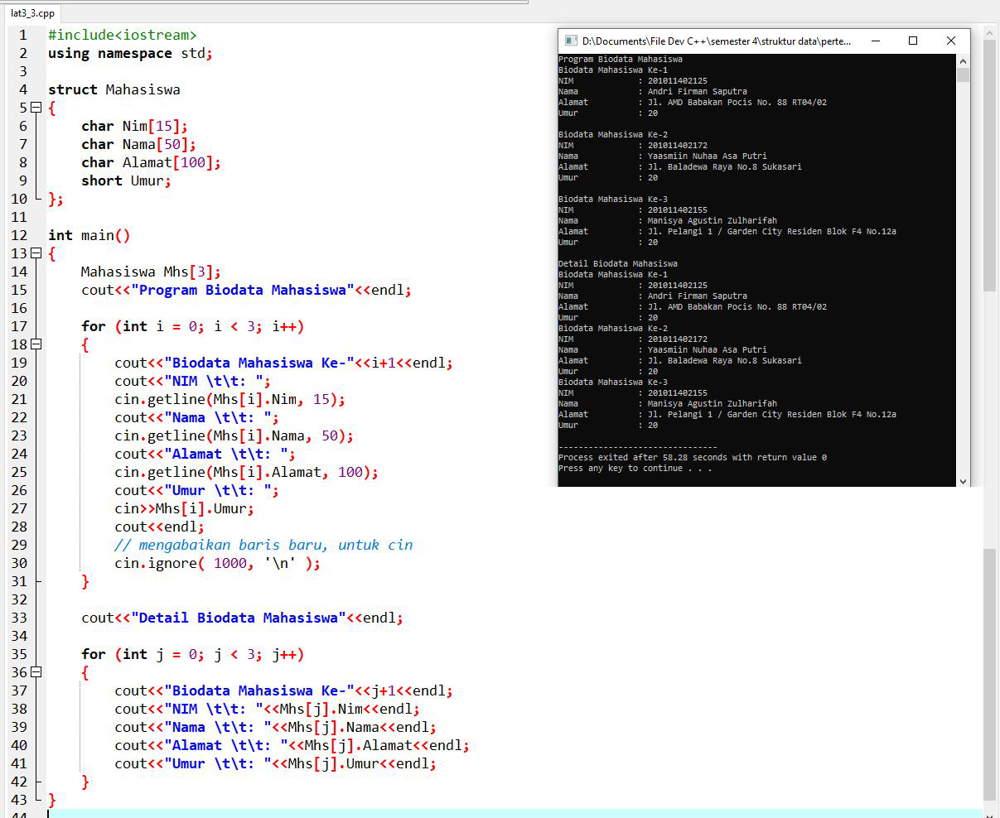 lat3_3.cpp
1 #include<iostream>
2 using namespace std;
3
4 struct Mahasiswa
5 {
6 char Nim[15];
7 char Nama[50];
8 char Alamat[100];
9 short Umur;
10 };
11
12 int main()
13 {
14 Mahasiswa Mhs[3];
15 cout<<"Program Biodata Mahasiswa"<<endl;
16
17 for (int i = 0; i < 3; i++)
18 {
19 cout<<"Biodata Mahasiswa Ke-"<<i+1<<endl;
20 cout<<"NIM \t\t: ";
21 cin.getline(Mhs[i].Nim, 15);
22 cout<<"Nama \t\t: ";
23 cin.getline(Mhs[i].Nama, 50);
24 cout<<"Alamat \t\t: ";
25 cin.getline(Mhs[i].Alamat, 100);
26 cout<<"Umur \t\t: ";
27 cin>>Mhs[i].Umur;
28 cout<<endl;
29 // mengabaikan baris baru, untuk cin
30 cin.ignore( 1000, '\n' );
31 }
32
33 cout<<"Detail Biodata Mahasiswa"<<endl;
34
35 for (int j = 0; j < 3; j++)
36 {
37 cout<<"Biodata Mahasiswa Ke-"<<j+1<<endl;
38 cout<<"NIM \t\t: "<<Mhs[j].Nim<<endl;
39 cout<<"Nama \t\t: "<<Mhs[j].Nama<<endl;
40 cout<<"Alamat \t\t: "<<Mhs[j].Alamat<<endl;
41 cout<<"Umur \t\t: "<<Mhs[j].Umur<<endl;
42 }
43 }
44
D:\Documents\File Dev C++\semester 4\struktur data\perte...
Program Biodata Mahasiswa
Biodata Mahasiswa Ke-1
NIM : 201011402125
Nama : Andri Firman Saputra
Alamat : Jl. AMD Babakan Pocis No. 88 RT04/02
Umur : 20
Biodata Mahasiswa Ke-2
NIM : 201011402172
Nama : Yaasmiin Nuhaa Asa Putri
Alamat : Jl. Baladewa Raya No.8 Sukasari
Umur : 20
Biodata Mahasiswa Ke-3
NIM : 201011402155
Nama : Manisya Agustin Zulharifah
Alamat : Jl. Pelangi 1 / Garden City Residen Blok F4 No.12a
Umur : 20
Detail Biodata Mahasiswa
Biodata Mahasiswa Ke-1
NIM : 201011402125
Nama : Andri Firman Saputra
Alamat : Jl. AMD Babakan Pocis No. 88 RT04/02
Umur : 20
Biodata Mahasiswa Ke-2
NIM : 201011402172
Nama : Yaasmiin Nuhaa Asa Putri
Alamat : Jl. Baladewa Raya No.8 Sukasari
Umur : 20
Biodata Mahasiswa Ke-3
NIM : 201011402155
Nama : Manisya Agustin Zulharifah
Alamat : Jl. Pelangi 1 / Garden City Residen Blok F4 No.12a
Umur : 20
--------------------------------
Process exited after 58.28 seconds with return value 0
Press any key to continue . . .